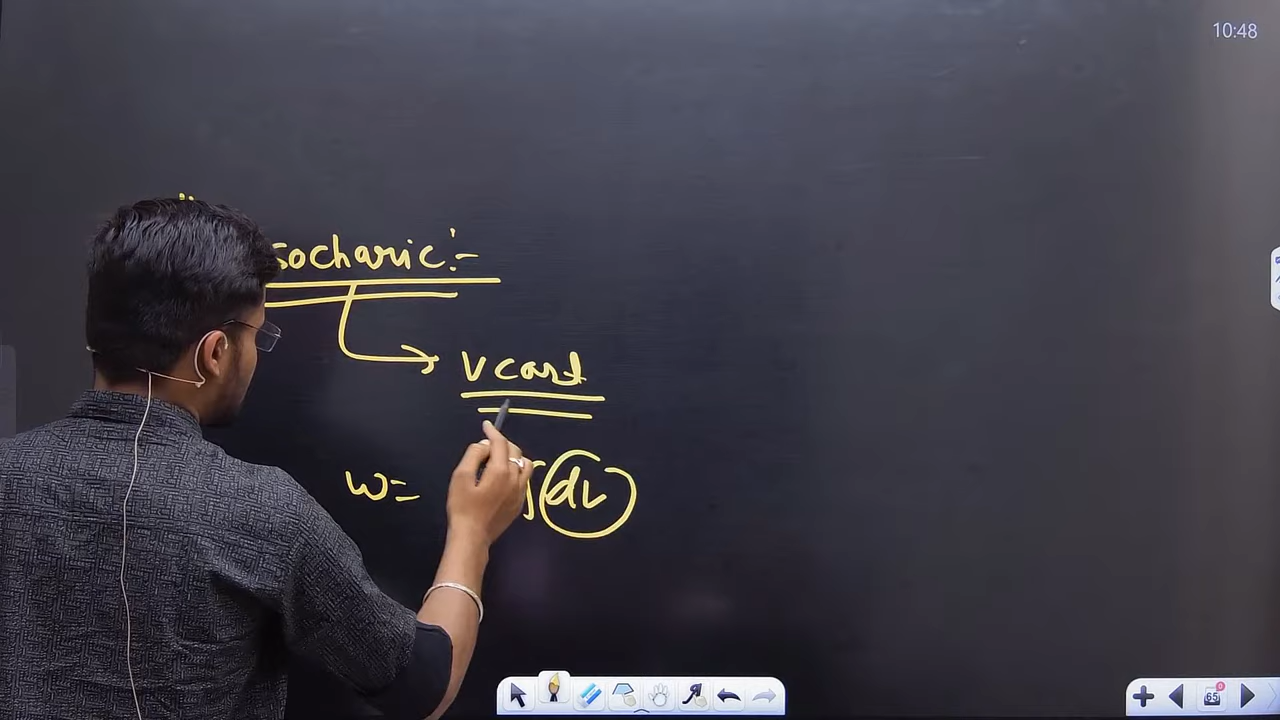 10:48
socharic:-
v const
w= ∫dv
65